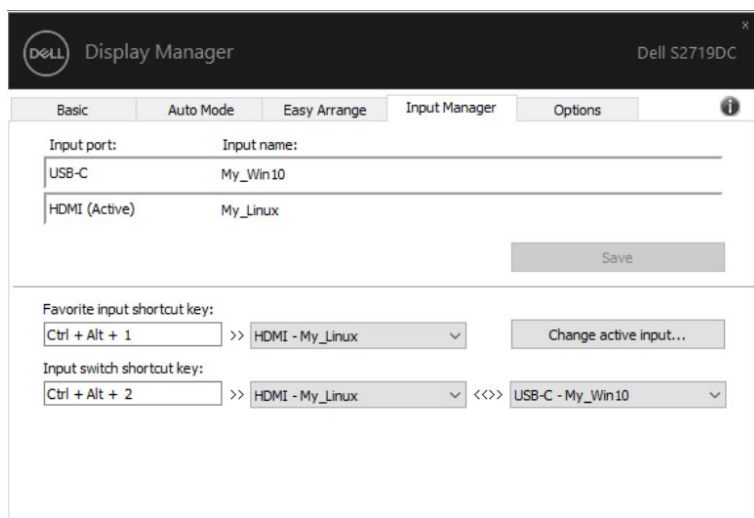 x
DELL Display Manager Dell S2719DC
Basic Auto Mode Easy Arrange Input Manager Options i
Input port: Input name:
USB-C My_Win10
HDMI (Active) My_Linux
Save
Favorite input shortcut key:
Ctrl + Alt + 1 >> HDMI - My_Linux Change active input...
Input switch shortcut key:
Ctrl + Alt + 2 >> HDMI - My_Linux <<>> USB-C - My_Win10